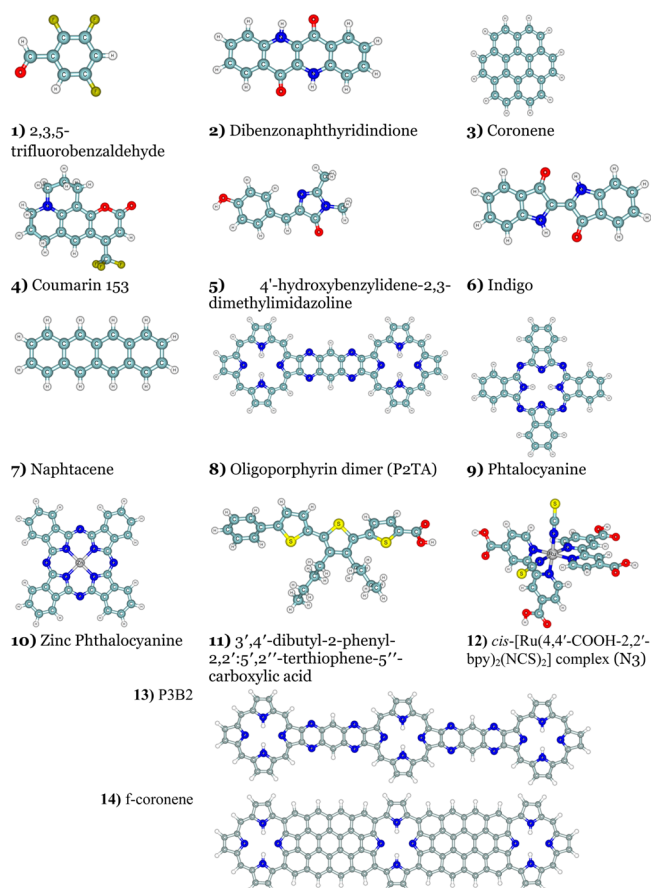 1) 2,3,5-
trifluorobenzaldehyde
2) Dibenzonaphthyridindione
3) Coronene
4) Coumarin 153
5) 4'-hydroxybenzylidene-2,3-
dimethylimidazoline
6) Indigo
7) Naphtacene
8) Oligoporphyrin dimer (P2TA)
9) Phtalocyanine
10) Zinc Phthalocyanine
11) 3′,4′-dibutyl-2-phenyl-
2,2′:5′,2′′-terthiophene-5′′-
carboxylic acid
12) cis-[Ru(4,4′-COOH-2,2′-
bpy)₂(NCS)₂] complex (N3)
13) P3B2
14) f-coronene